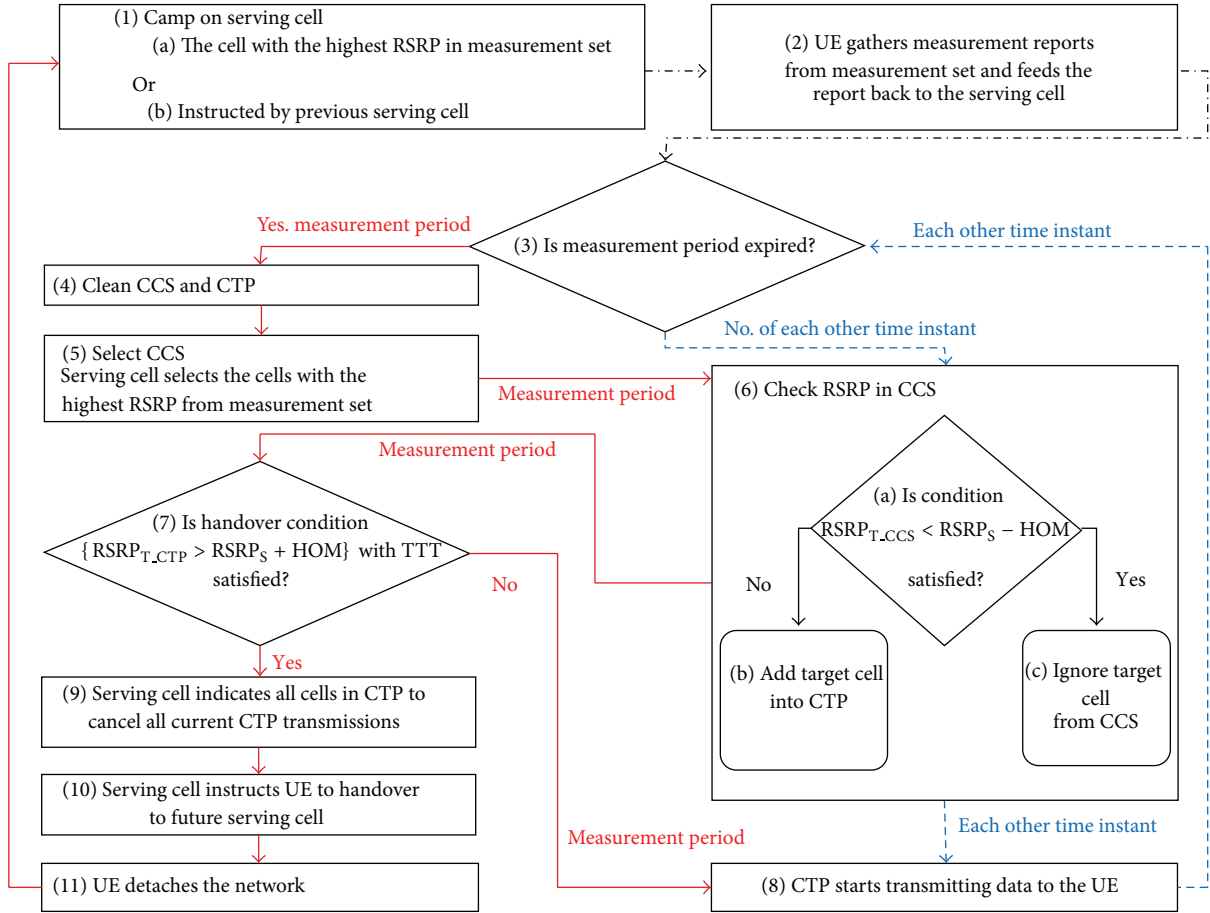 (1) Camp on serving cell
(a) The cell with the highest RSRP in measurement set
Or
(b) Instructed by previous serving cell
(2) UE gathers measurement reports
from measurement set and feeds the
report back to the serving cell
Yes. measurement period
(3) Is measurement period expired?
Each other time instant
(4) Clean CCS and CTP
No. of each other time instant
(5) Select CCS
Serving cell selects the cells with the
highest RSRP from measurement set
Measurement period
(6) Check RSRP in CCS
(a) Is condition
RSRP_T_CCS < RSRP_S − HOM
satisfied?
No
Yes
(b) Add target cell
into CTP
(c) Ignore target
cell
from CCS
Measurement period
(7) Is handover condition
{RSRP_T_CTP > RSRP_S + HOM} with TTT
satisfied?
No
Yes
(9) Serving cell indicates all cells in CTP to
cancel all current CTP transmissions
(10) Serving cell instructs UE to handover
to future serving cell
Measurement period
Each other time instant
(11) UE detaches the network
(8) CTP starts transmitting data to the UE